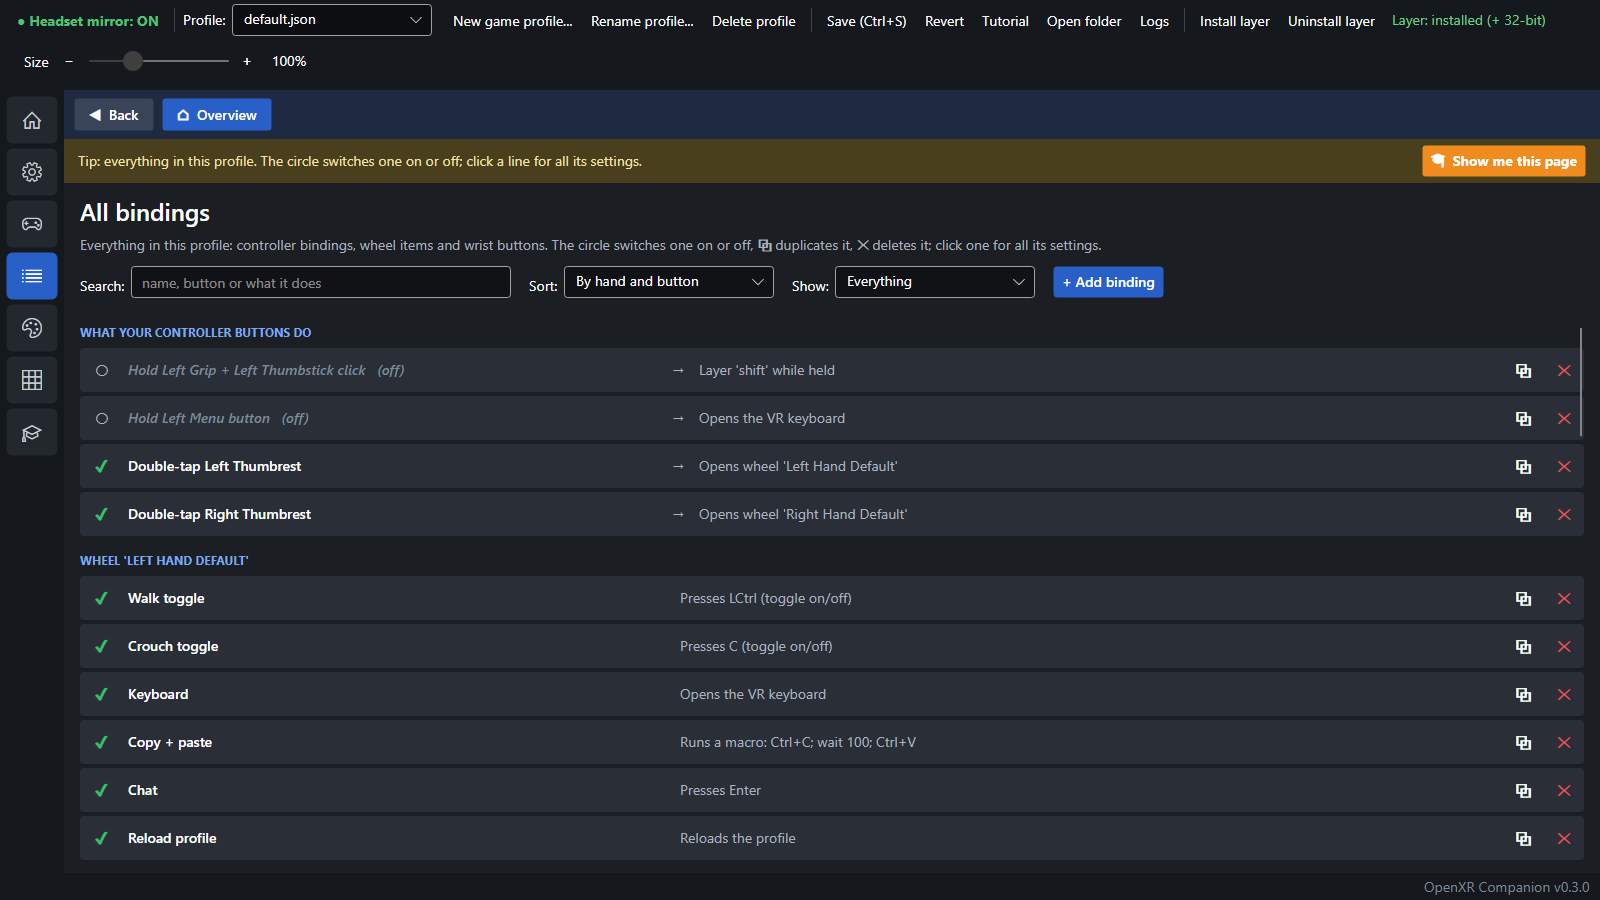 ● Headset mirror: ON
Profile:
default.json
New game profile...
Rename profile...
Delete profile
Save (Ctrl+S)
Revert
Tutorial
Open folder
Logs
Install layer
Uninstall layer
Layer: installed (+ 32-bit)
Size
−
+
100%
Back
Overview
Tip: everything in this profile. The circle switches one on or off; click a line for all its settings.
Show me this page
All bindings
Everything in this profile: controller bindings, wheel items and wrist buttons. The circle switches one on or off, duplicates it, deletes it; click one for all its settings.
Search:
name, button or what it does
Sort:
By hand and button
Show:
Everything
+ Add binding
WHAT YOUR CONTROLLER BUTTONS DO
Hold Left Grip + Left Thumbstick click (off)
→ Layer 'shift' while held
Hold Left Menu button (off)
→ Opens the VR keyboard
Double-tap Left Thumbrest
→ Opens wheel 'Left Hand Default'
Double-tap Right Thumbrest
→ Opens wheel 'Right Hand Default'
WHEEL 'LEFT HAND DEFAULT'
Walk toggle
Presses LCtrl (toggle on/off)
Crouch toggle
Presses C (toggle on/off)
Keyboard
Opens the VR keyboard
Copy + paste
Runs a macro: Ctrl+C; wait 100; Ctrl+V
Chat
Presses Enter
Reload profile
Reloads the profile
OpenXR Companion v0.3.0